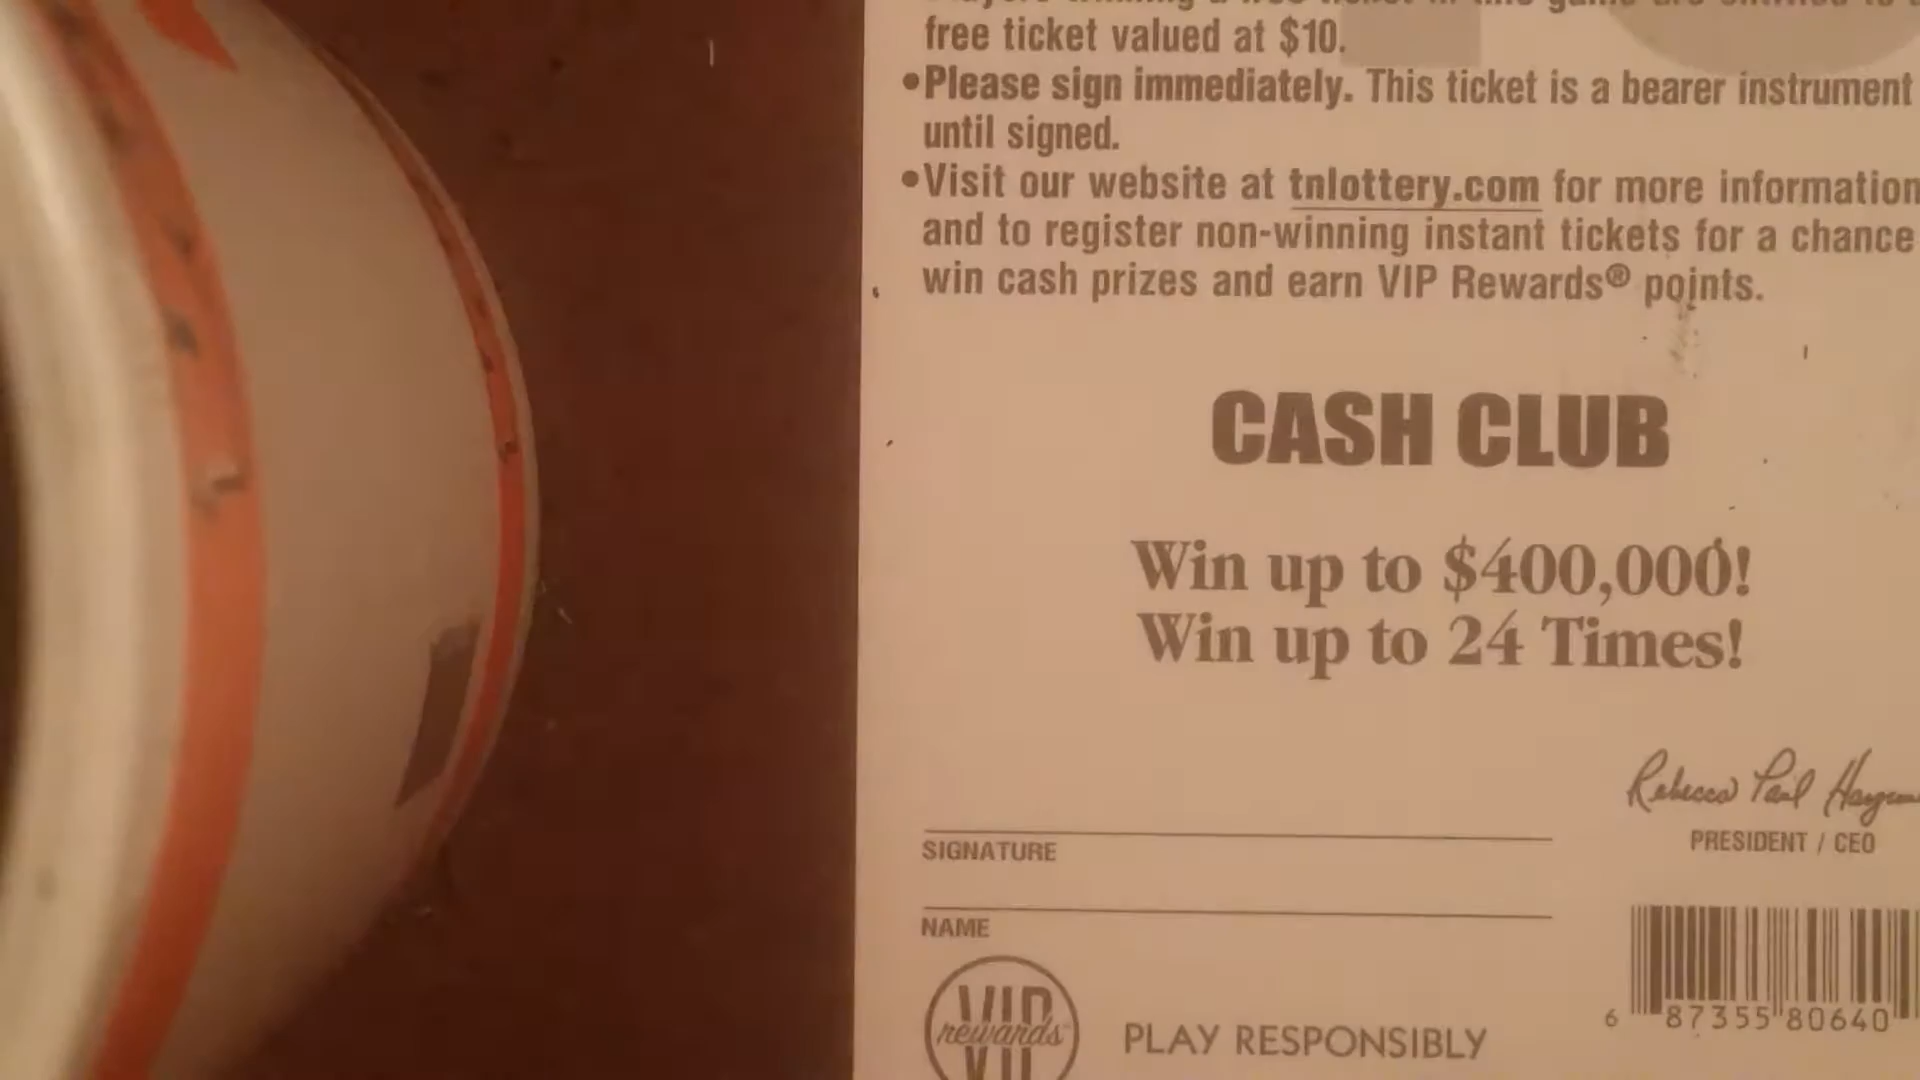 free ticket valued at $10.
•Please sign immediately. This ticket is a bearer instrument
until signed.
•Visit our website at tnlottery.com for more information
and to register non-winning instant tickets for a chance
win cash prizes and earn VIP Rewards® points.
CASH CLUB
Win up to $400,000!
Win up to 24 Times!
Rebecca Paul
PRESIDENT / CEO
SIGNATURE
NAME
VIP
rewards
PLAY RESPONSIBLY
6 87355 80640